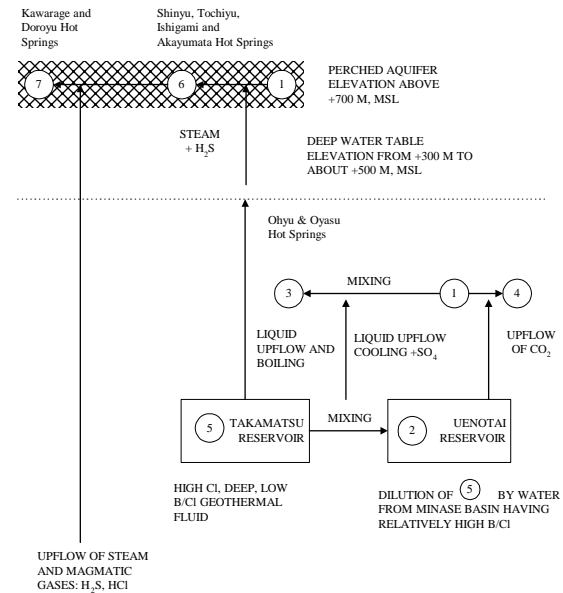 Kawarage and
Doroyu Hot
Springs
Shinyu, Tochiyu,
Ishigami and
Akayumata Hot Springs
7
6
1
PERCHED AQUIFER
ELEVATION ABOVE
+700 M, MSL
STEAM
+ H₂S
DEEP WATER TABLE
ELEVATION FROM +300 M TO
ABOUT +500 M, MSL
Ohyu & Oyasu
Hot Springs
MIXING
3
1
4
LIQUID
UPFLOW AND
BOILING
LIQUID UPFLOW
COOLING +SO₄
UPFLOW
OF CO₂
5
TAKAMATSU
RESERVOIR
MIXING
2
UENOTAI
RESERVOIR
HIGH Cl, DEEP, LOW
B/Cl GEOTHERMAL
FLUID
DILUTION OF 5 BY WATER
FROM MINASE BASIN HAVING
RELATIVELY HIGH B/Cl
UPFLOW OF STEAM
AND MAGMATIC
GASES: H₂S, HCl